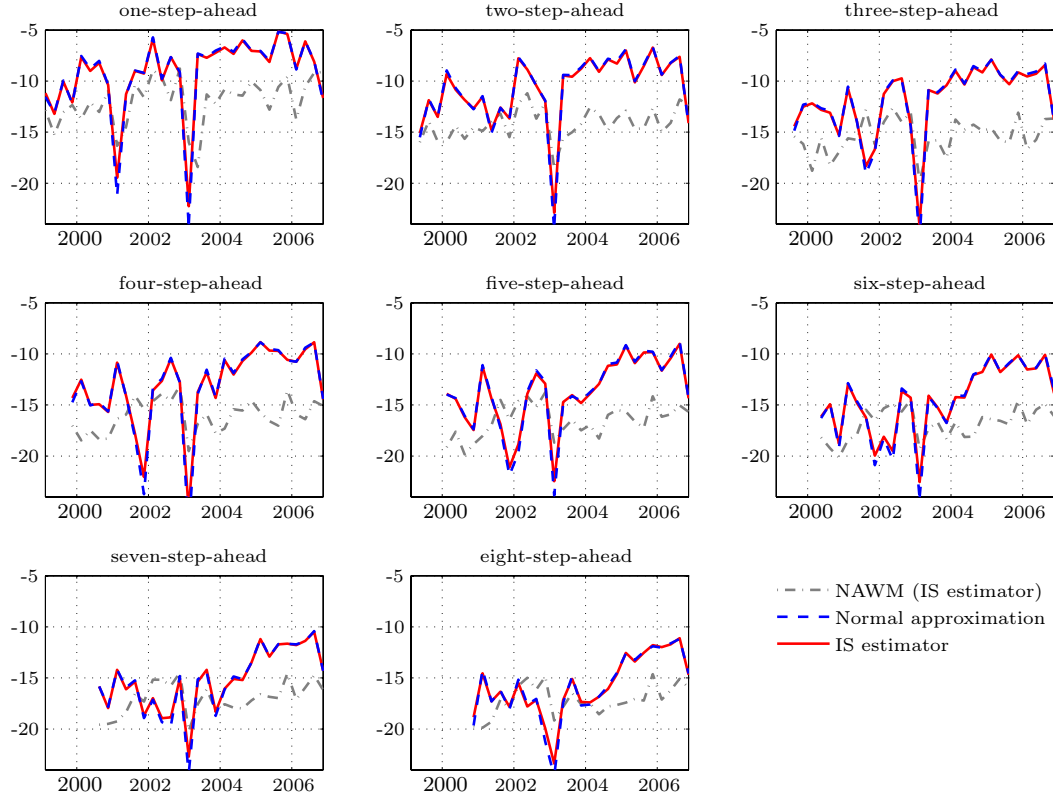 one-step-ahead two-step-ahead three-step-ahead
-5 -5 -5
-10 -10 -10
-15 -15 -15
-20 -20 -20
2000 2002 2004 2006 2000 2002 2004 2006 2000 2002 2004 2006
four-step-ahead five-step-ahead six-step-ahead
-5 -5 -5
-10 -10 -10
-15 -15 -15
-20 -20 -20
2000 2002 2004 2006 2000 2002 2004 2006 2000 2002 2004 2006
seven-step-ahead eight-step-ahead
-5 -5
-10 -10
-15 -15
-20 -20
2000 2002 2004 2006 2000 2002 2004 2006
NAWM (IS estimator)
Normal approximation
IS estimator